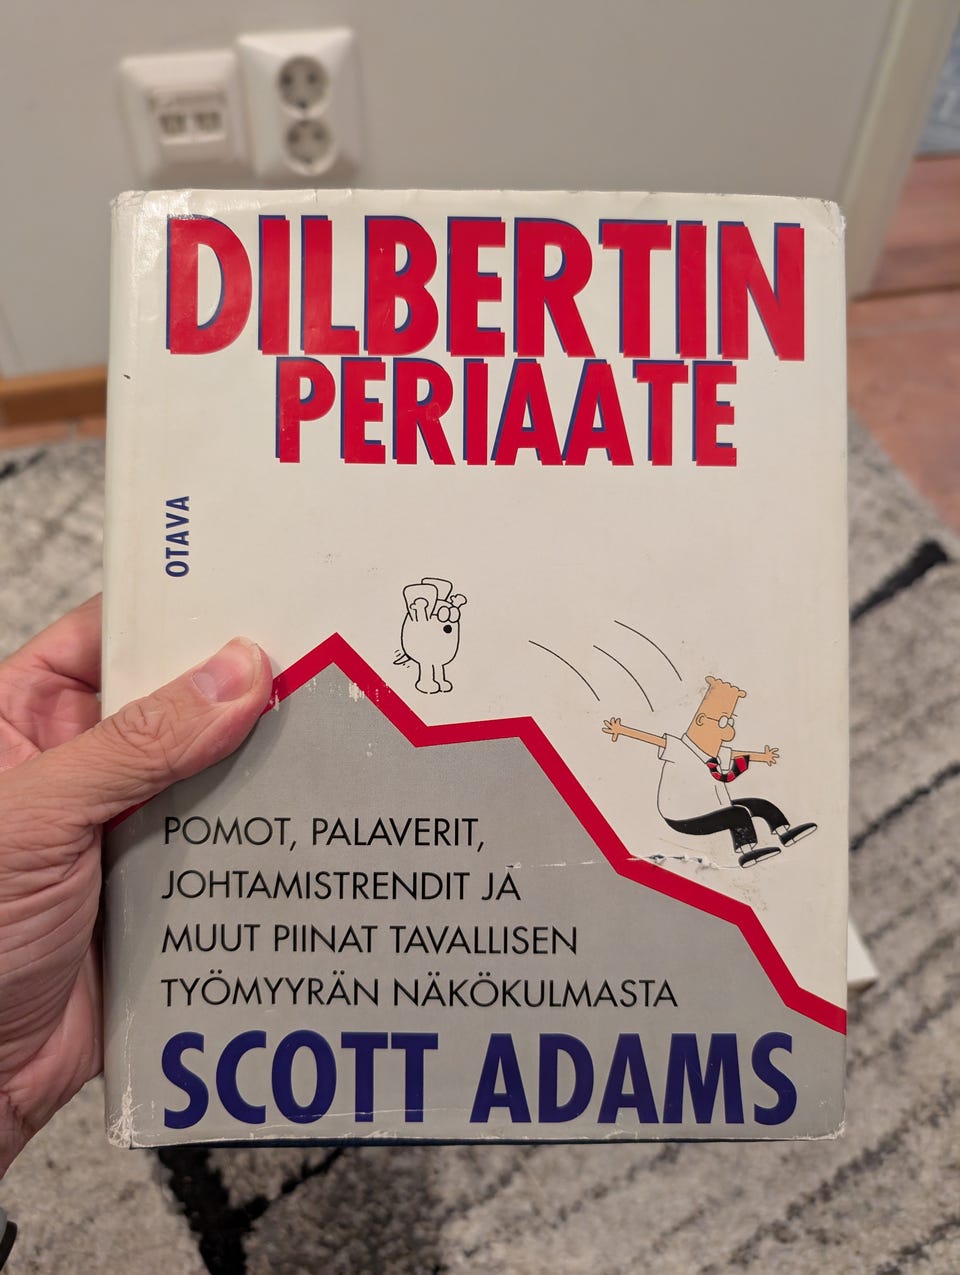 DILBERTIN
PERIAATE
OTAVA
POMOT, PALAVERIT,
JOHTAMISTRENDIT JA
MUUT PIINAT TAVALLISEN
TYÖMYYRÄN NÄKÖKULMASTA
SCOTT ADAMS